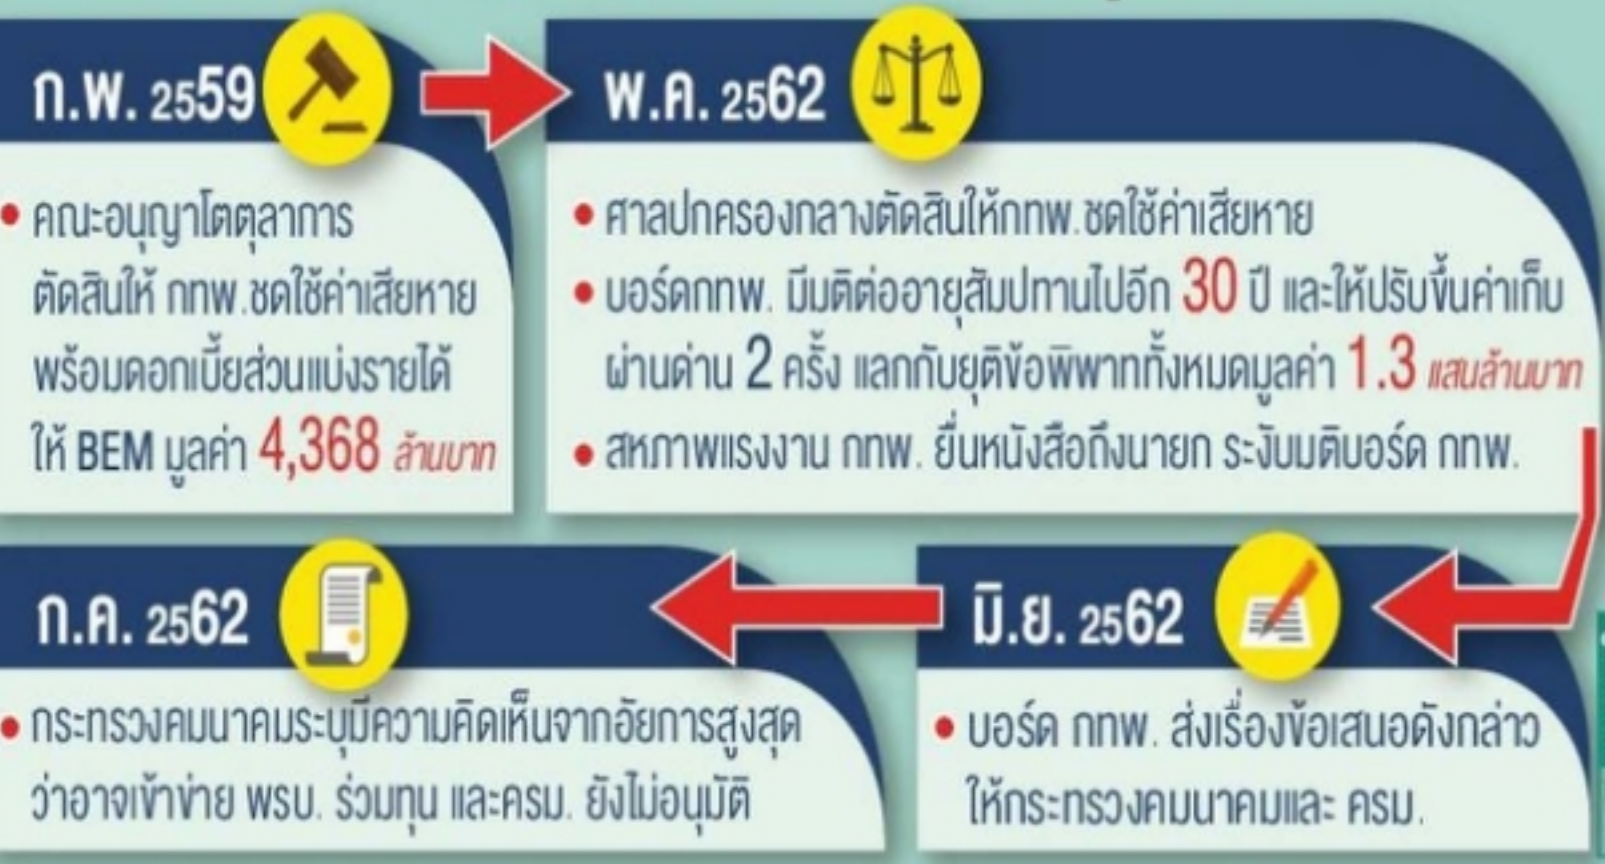 ก.พ. 2559
• คณะอนุญาโตตุลาการ
ตัดสินให้ กทพ.ชดใช้ค่าเสียหาย
พร้อมดอกเบี้ยส่วนแบ่งรายได้
ให้ BEM มูลค่า 4,368 ล้านบาท
พ.ค. 2562
• ศาลปกครองกลางตัดสินให้กทพ.ชดใช้ค่าเสียหาย
• บอร์ดกทพ. มีมติต่ออายุสัมปทานไปอีก 30 ปี และให้ปรับขึ้นค่าเก็บ
ผ่านด่าน 2 ครั้ง แลกกับยุติข้อพิพาททั้งหมดมูลค่า 1.3 แสนล้านบาท
• สหภาพแรงงาน กทพ. ยื่นหนังสือถึงนายก ระงับมติบอร์ด กทพ.
มิ.ย. 2562
• บอร์ด กทพ. ส่งเรื่องข้อเสนอดังกล่าว
ให้กระทรวงคมนาคมและ ครม.
ก.ค. 2562
• กระทรวงคมนาคมระบุมีความคิดเห็นจากอัยการสูงสุด
ว่าอาจเข้าข่าย พรบ. ร่วมทุน และครม. ยังไม่อนุมัติ